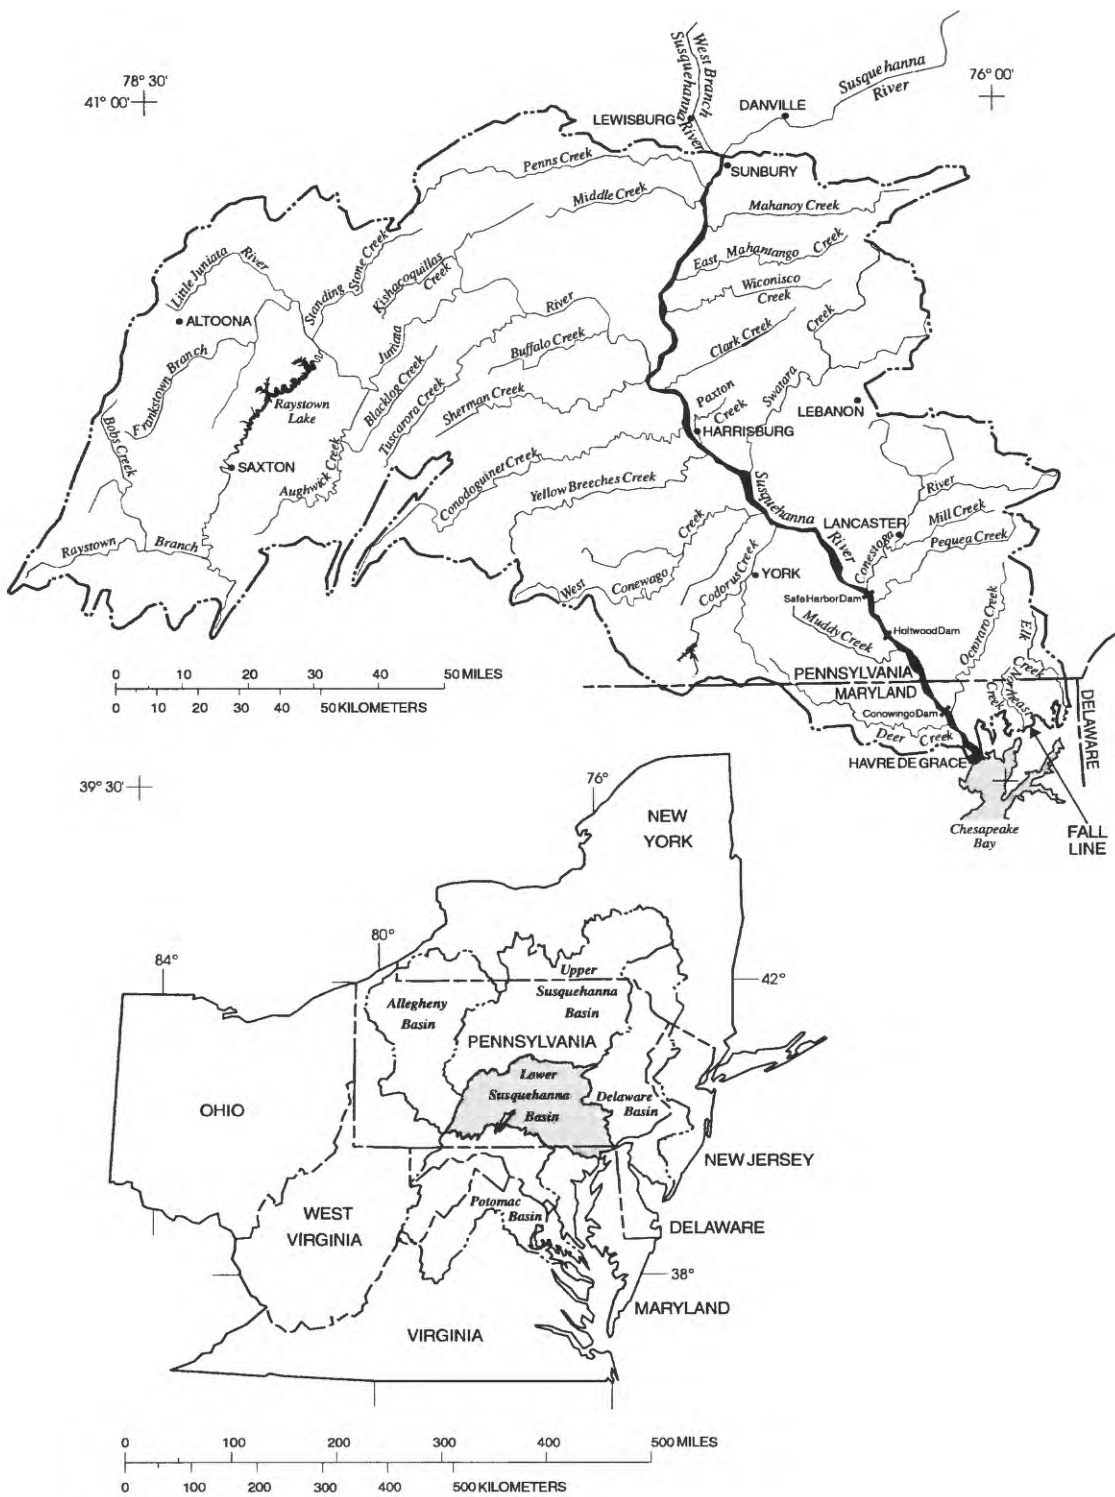 78° 30'
41° 00'
West Branch
Susquehanna
River
Susquehanna
River
76° 00'
LEWISBURG
DANVILLE
SUNBURY
Penns Creek
Middle Creek
Mahanoy Creek
East Mahantango Creek
Wiconisco
Creek
Clark Creek
Little Juniata River
Standing
Stone Creek
Kishacoquillas
Creek
ALTOONA
Juniata
River
Buffalo Creek
Frankstown Branch
Raystown
Lake
Blacklog Creek
Tuscarora Creek
Sherman Creek
Paxton
Creek
Swatara
Creek
LEBANON
HARRISBURG
Bobs Creek
SAXTON
Aughwick Creek
Conodoguinet Creek
Yellow Breeches Creek
Susquehanna
River
LANCASTER
Conestoga
River
Mill Creek
Pequea Creek
Raystown Branch
West Conewago Creek
Codorus Creek
YORK
Safe Harbor Dam
Holtwood Dam
Muddy Creek
Octoraro Creek
Elk
Creek
Northeast
Creek
PENNSYLVANIA
MARYLAND
DELAWARE
Conowingo Dam
Deer Creek
HAVRE DE GRACE
Chesapeake
Bay
FALL
LINE
0 10 20 30 40 50 MILES
0 10 20 30 40 50 KILOMETERS
39° 30'
76°
NEW
YORK
80°
84°
42°
Upper
Susquehanna
Basin
Allegheny
Basin
PENNSYLVANIA
Lower
Susquehanna
Basin
Delaware
Basin
OHIO
NEW JERSEY
WEST
VIRGINIA
Potomac
Basin
DELAWARE
38°
MARYLAND
VIRGINIA
0 100 200 300 400 500 MILES
0 100 200 300 400 500 KILOMETERS